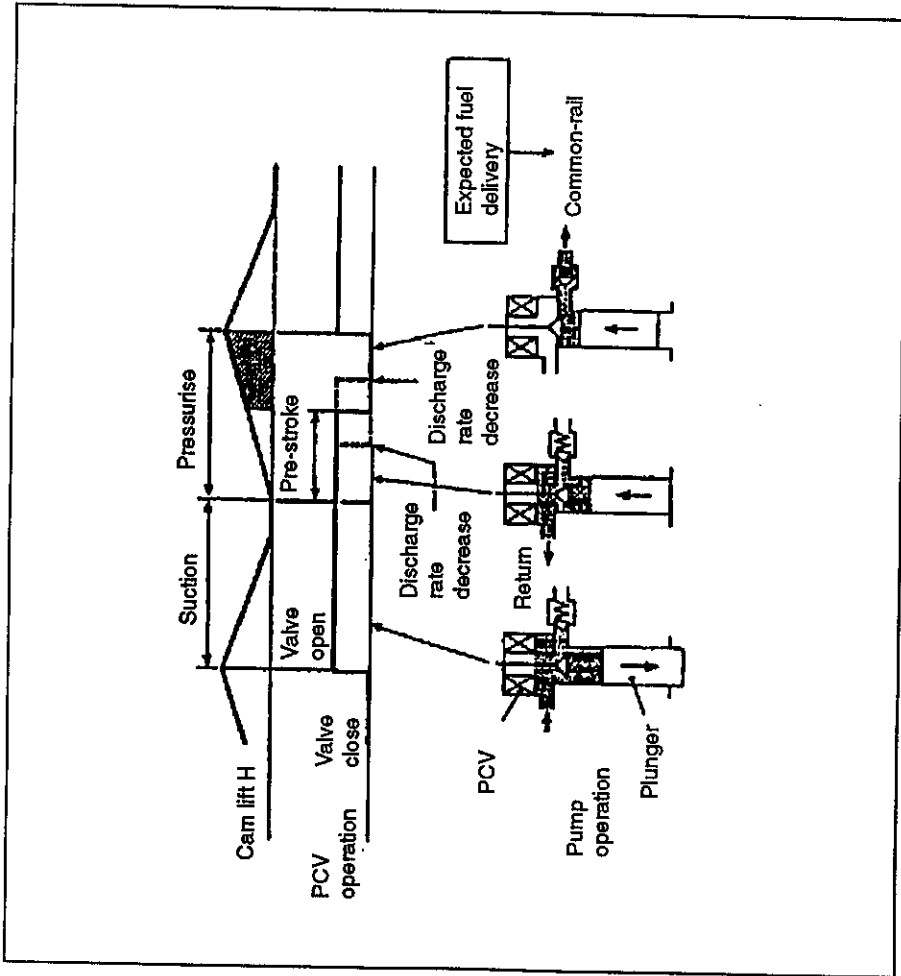 Cam lift H
Suction
Pressurise
Pre-stroke
Valve
open
Valve
close
PCV
operation
Discharge
rate
decrease
Discharge
rate
decrease
Expected fuel
delivery
PCV
Return
Common-rail
Pump
operation
Plunger